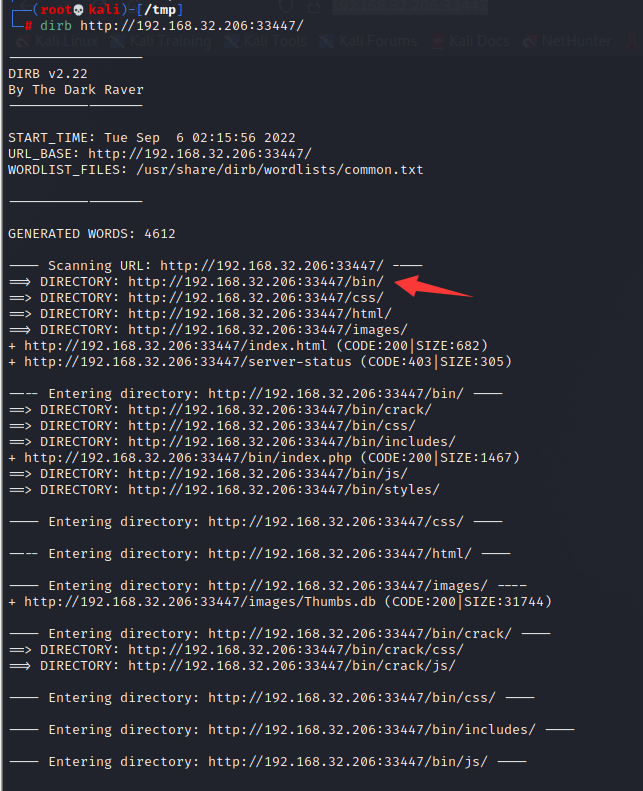 (root💀kali)-[/tmp]
# dirb http://192.168.32.206:33447/
Kali Linux Kali Training Kali Tools Kali Forums Kali Docs NetHunter
-----------------
DIRB v2.22
By The Dark Raver
-----------------
START_TIME: Tue Sep  6 02:15:56 2022
URL_BASE: http://192.168.32.206:33447/
WORDLIST_FILES: /usr/share/dirb/wordlists/common.txt
-----------------
GENERATED WORDS: 4612
---- Scanning URL: http://192.168.32.206:33447/ ----
==> DIRECTORY: http://192.168.32.206:33447/bin/
==> DIRECTORY: http://192.168.32.206:33447/css/
==> DIRECTORY: http://192.168.32.206:33447/html/
==> DIRECTORY: http://192.168.32.206:33447/images/
+ http://192.168.32.206:33447/index.html (CODE:200|SIZE:682)
+ http://192.168.32.206:33447/server-status (CODE:403|SIZE:305)
---- Entering directory: http://192.168.32.206:33447/bin/ ----
==> DIRECTORY: http://192.168.32.206:33447/bin/crack/
==> DIRECTORY: http://192.168.32.206:33447/bin/css/
==> DIRECTORY: http://192.168.32.206:33447/bin/includes/
+ http://192.168.32.206:33447/bin/index.php (CODE:200|SIZE:1467)
==> DIRECTORY: http://192.168.32.206:33447/bin/js/
==> DIRECTORY: http://192.168.32.206:33447/bin/styles/
---- Entering directory: http://192.168.32.206:33447/css/ ----
---- Entering directory: http://192.168.32.206:33447/html/ ----
---- Entering directory: http://192.168.32.206:33447/images/ ----
+ http://192.168.32.206:33447/images/Thumbs.db (CODE:200|SIZE:31744)
---- Entering directory: http://192.168.32.206:33447/bin/crack/ ----
==> DIRECTORY: http://192.168.32.206:33447/bin/crack/css/
==> DIRECTORY: http://192.168.32.206:33447/bin/crack/js/
---- Entering directory: http://192.168.32.206:33447/bin/css/ ----
---- Entering directory: http://192.168.32.206:33447/bin/includes/ ----
---- Entering directory: http://192.168.32.206:33447/bin/js/ ----